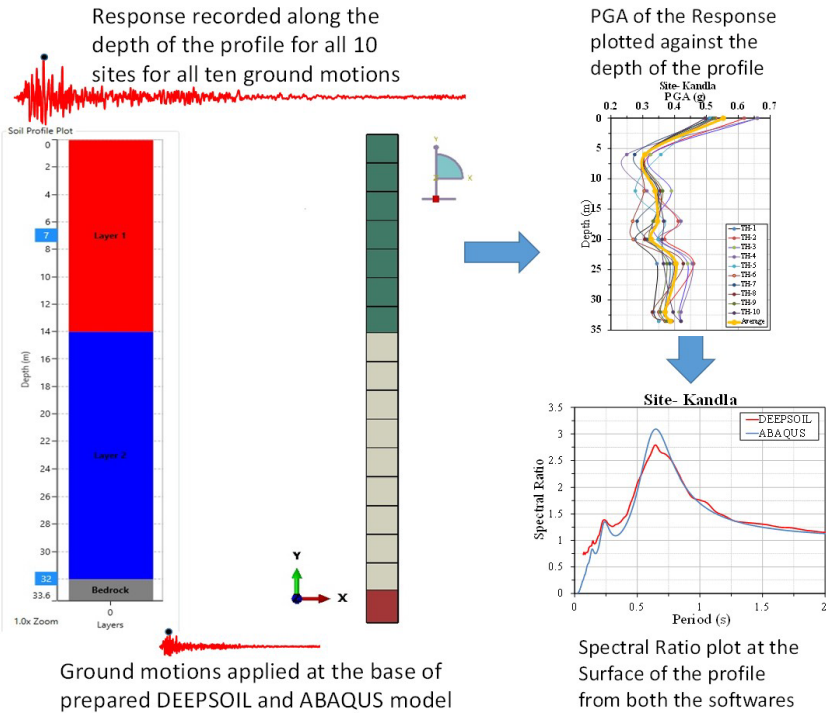 Response recorded along the
depth of the profile for all 10
sites for all ten ground motions
Soil Profile Plot
0
2
4
6
7
8
10
12
14
16
18
20
22
24
26
28
30
32
33.6
Depth (m)
Layer 1
Layer 2
Bedrock
0
Layers
1.0x Zoom
Y
X
Y
X
Ground motions applied at the base of
prepared DEEPSOIL and ABAQUS model
PGA of the Response
plotted against the
depth of the profile
Site- Kandla
PGA (g)
0.2 0.3 0.4 0.5 0.6 0.7
0
5
10
15
20
25
30
35
Depth (m)
TH-1
TH-2
TH-3
TH-4
TH-5
TH-6
TH-7
TH-8
TH-9
TH-10
Average
Site- Kandla
3.5
3
2.5
2
1.5
1
0.5
0
Spectral Ratio
DEEPSOIL
ABAQUS
0 0.5 1 1.5 2
Period (s)
Spectral Ratio plot at the
Surface of the profile
from both the softwares